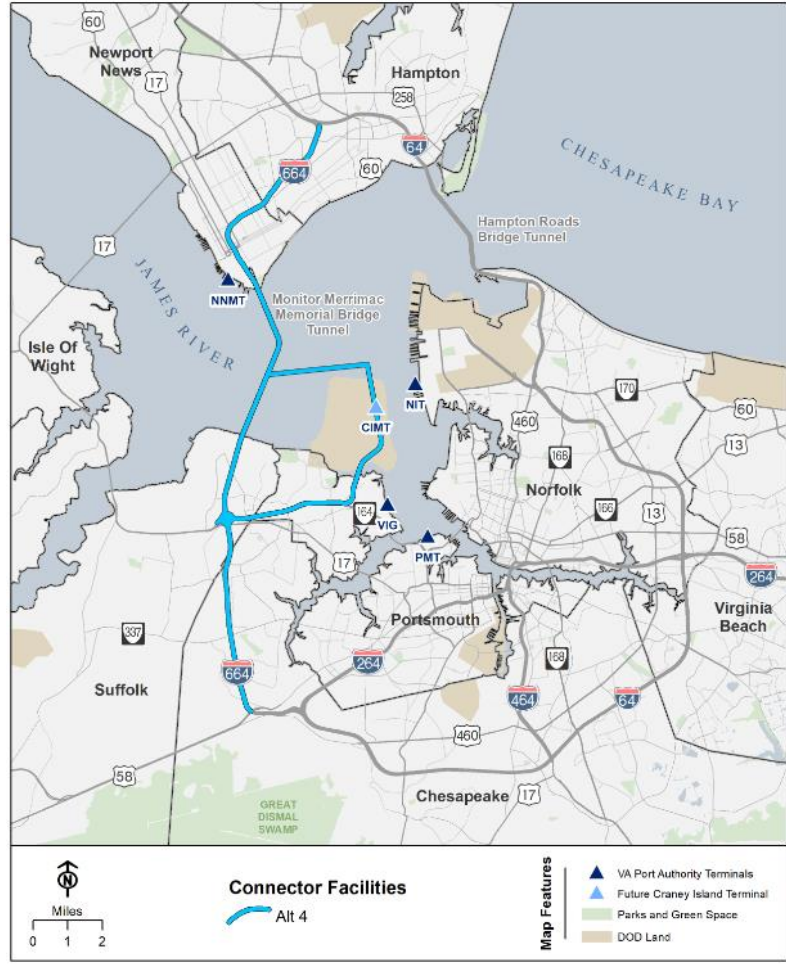 60
Newport
News
17
Hampton
258
64
664
60
CHESAPEAKE BAY
Hampton Roads
Bridge Tunnel
17
JAMES RIVER
NNMT
Monitor Merrimac
Memorial Bridge
Tunnel
Isle Of
Wight
NIT
CIMT
170
460
60
13
168
Norfolk
164
VIG
166
13
58
PMT
17
264
Portsmouth
Virginia
Beach
337
264
168
Suffolk
664
464
64
460
58
Chesapeake
17
GREAT
DISMAL
SWAMP
N
Miles
0 1 2
Connector Facilities
Alt 4
Map Features
VA Port Authority Terminals
Future Craney Island Terminal
Parks and Green Space
DOD Land